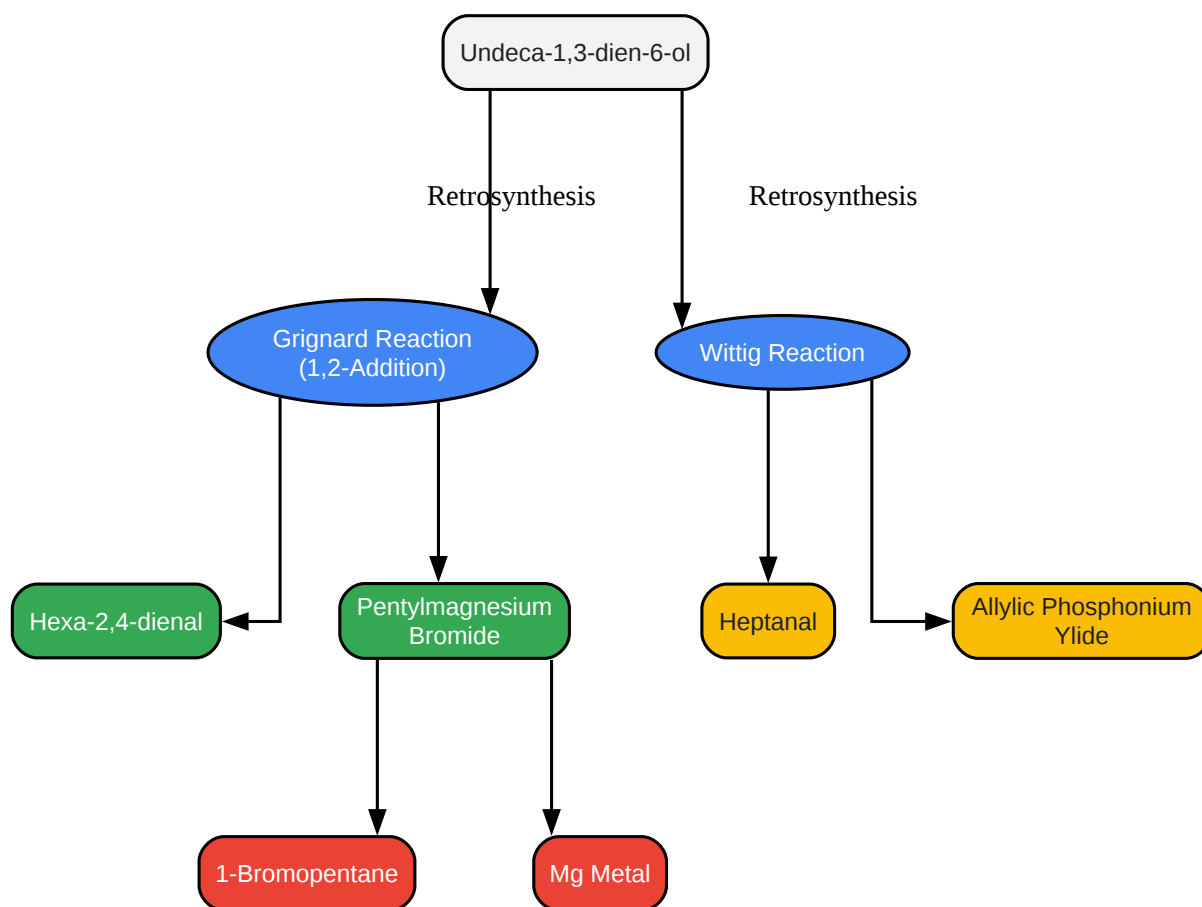 Undeca-1,3-dien-6-ol
Retrosynthesis
Retrosynthesis
Grignard Reaction
(1,2-Addition)
Wittig Reaction
Hexa-2,4-dienal
Pentylmagnesium
Bromide
Heptanal
Allylic Phosphonium
Ylide
1-Bromopentane
Mg Metal